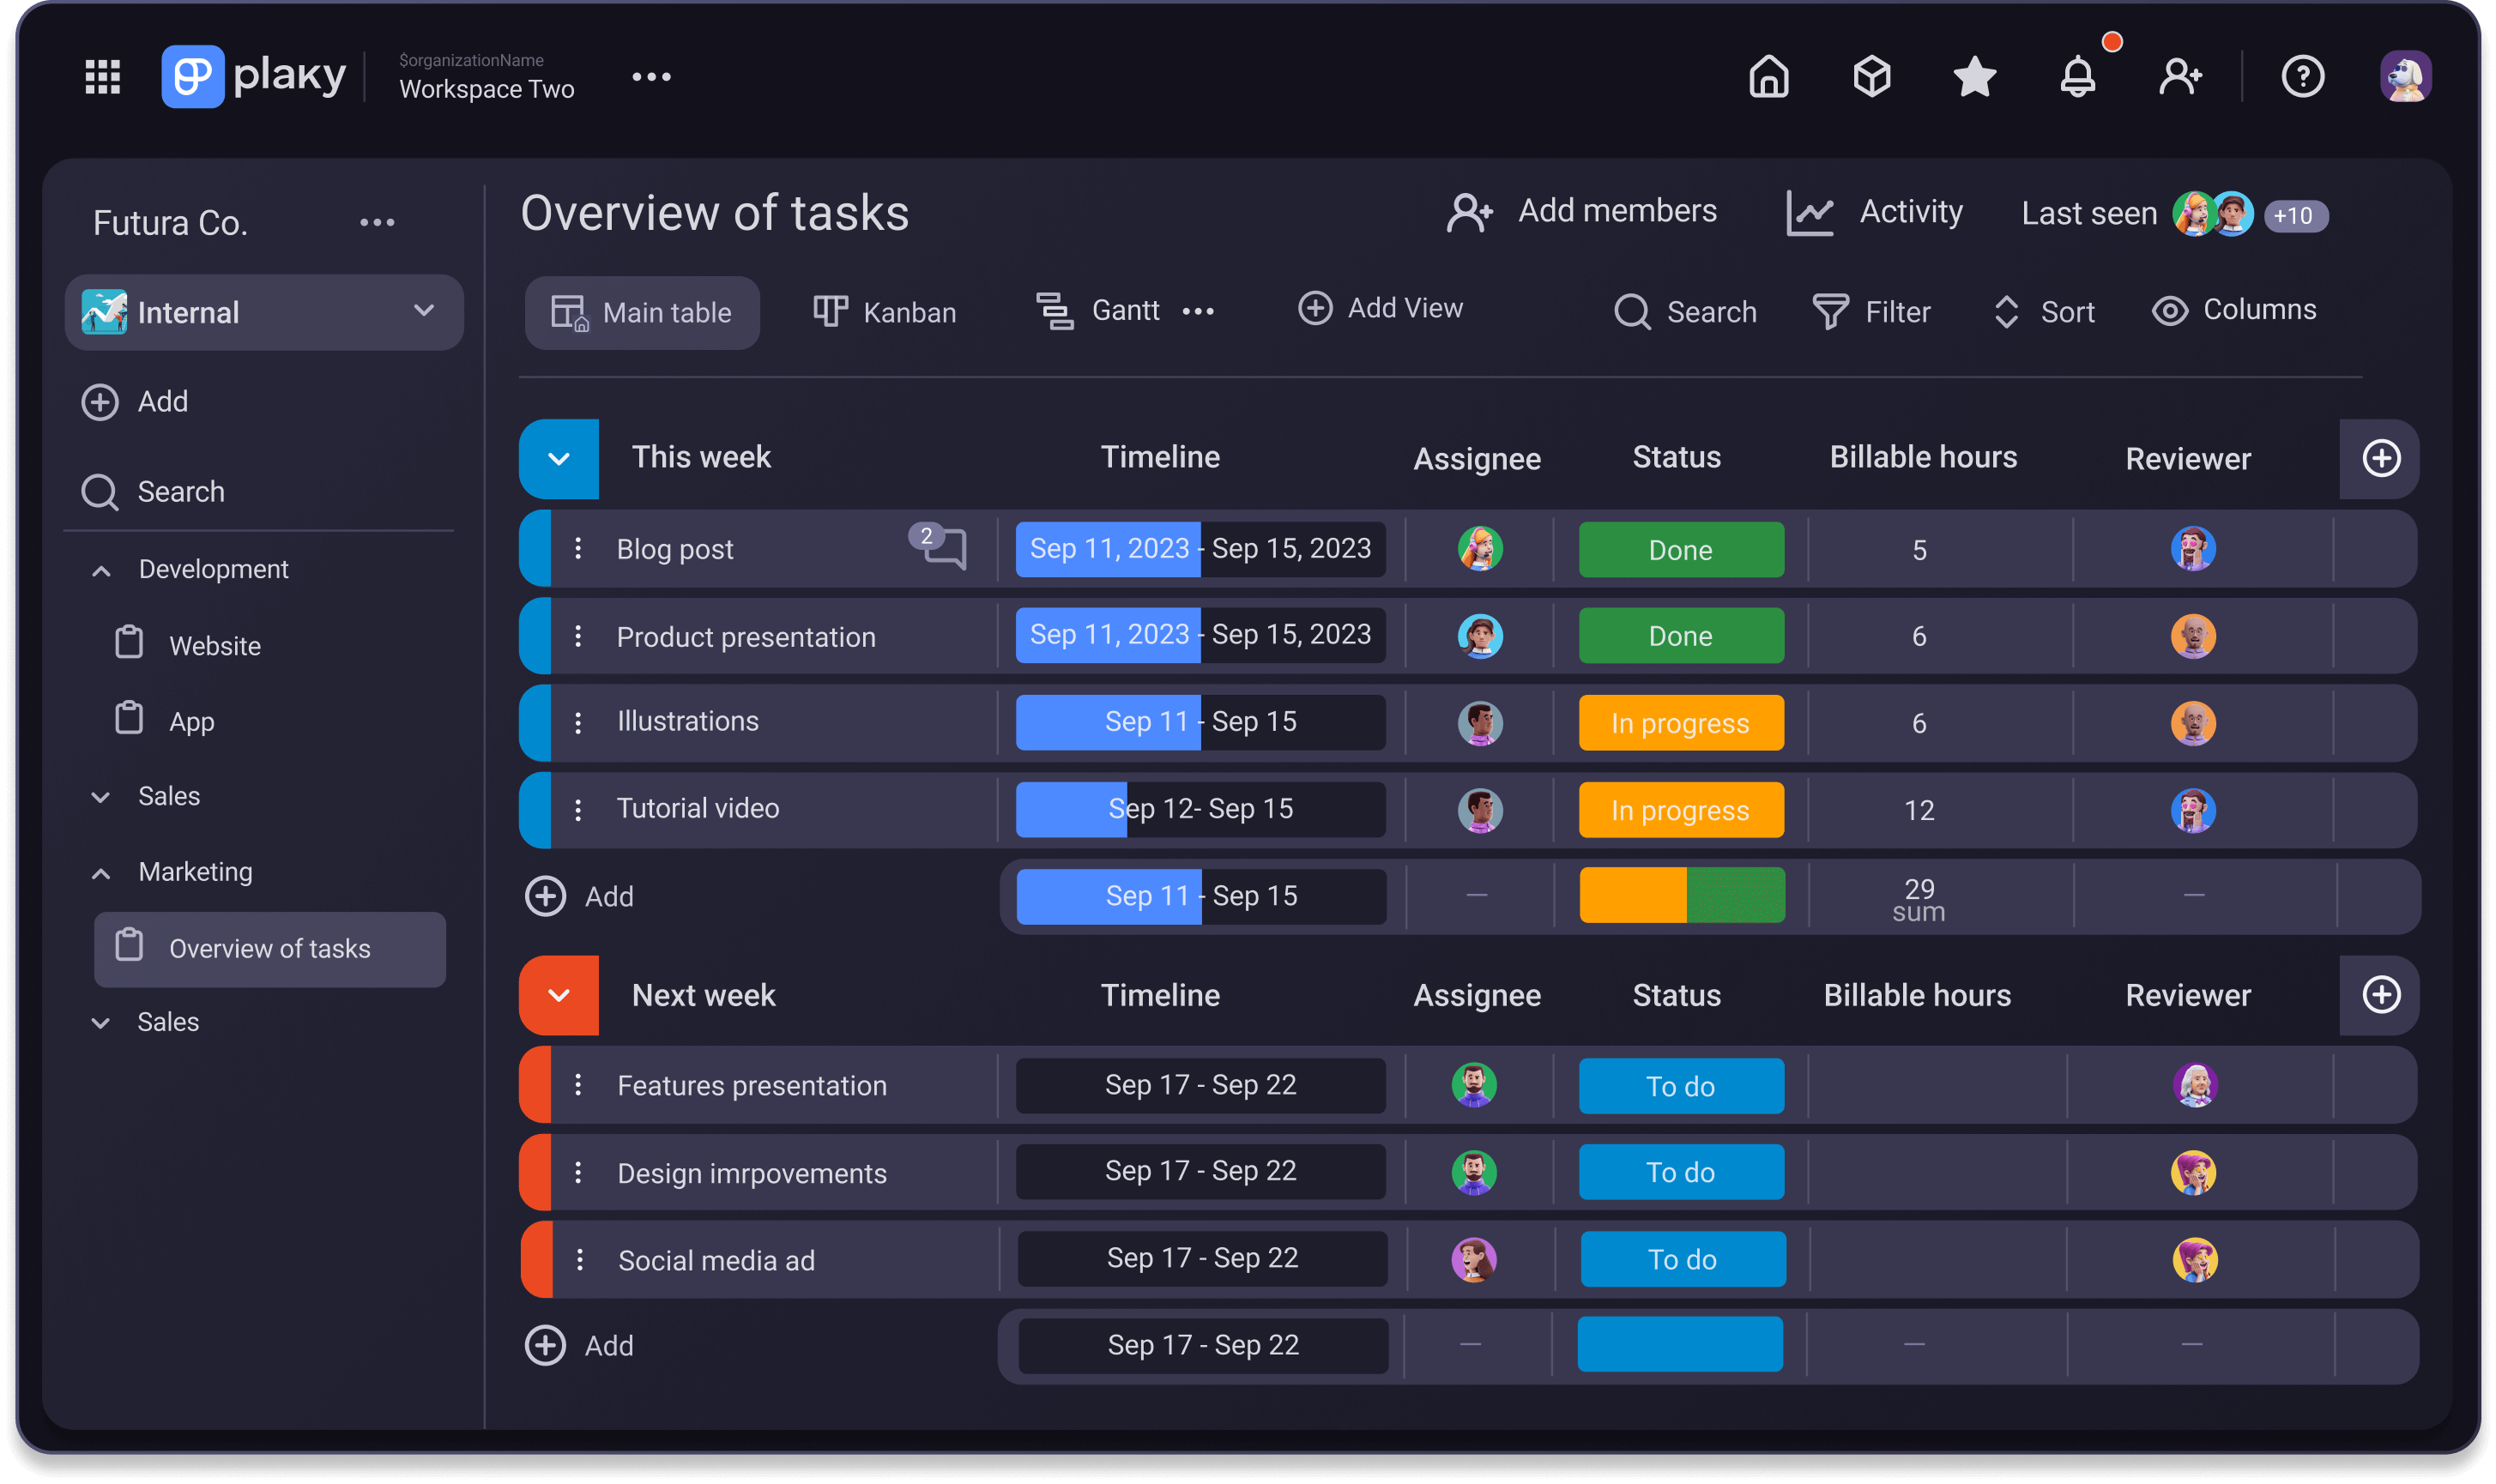 plaky
$organizationName
Workspace Two
Futura Co.
Internal
Add
Search
Development
Website
App
Sales
Marketing
Overview of tasks
Sales
Overview of tasks
Add members
Activity
Last seen
+10
Main table
Kanban
Gantt
Add View
Search
Filter
Sort
Columns
This week Timeline Assignee Status Billable hours Reviewer
Blog post 2 Sep 11, 2023 - Sep 15, 2023 Done 5
Product presentation Sep 11, 2023 - Sep 15, 2023 Done 6
Illustrations Sep 11 - Sep 15 In progress 6
Tutorial video Sep 12- Sep 15 In progress 12
Add Sep 11 - Sep 15 — 29 —
sum
Next week Timeline Assignee Status Billable hours Reviewer
Features presentation Sep 17 - Sep 22 To do
Design imrpovements Sep 17 - Sep 22 To do
Social media ad Sep 17 - Sep 22 To do
Add Sep 17 - Sep 22 — — —